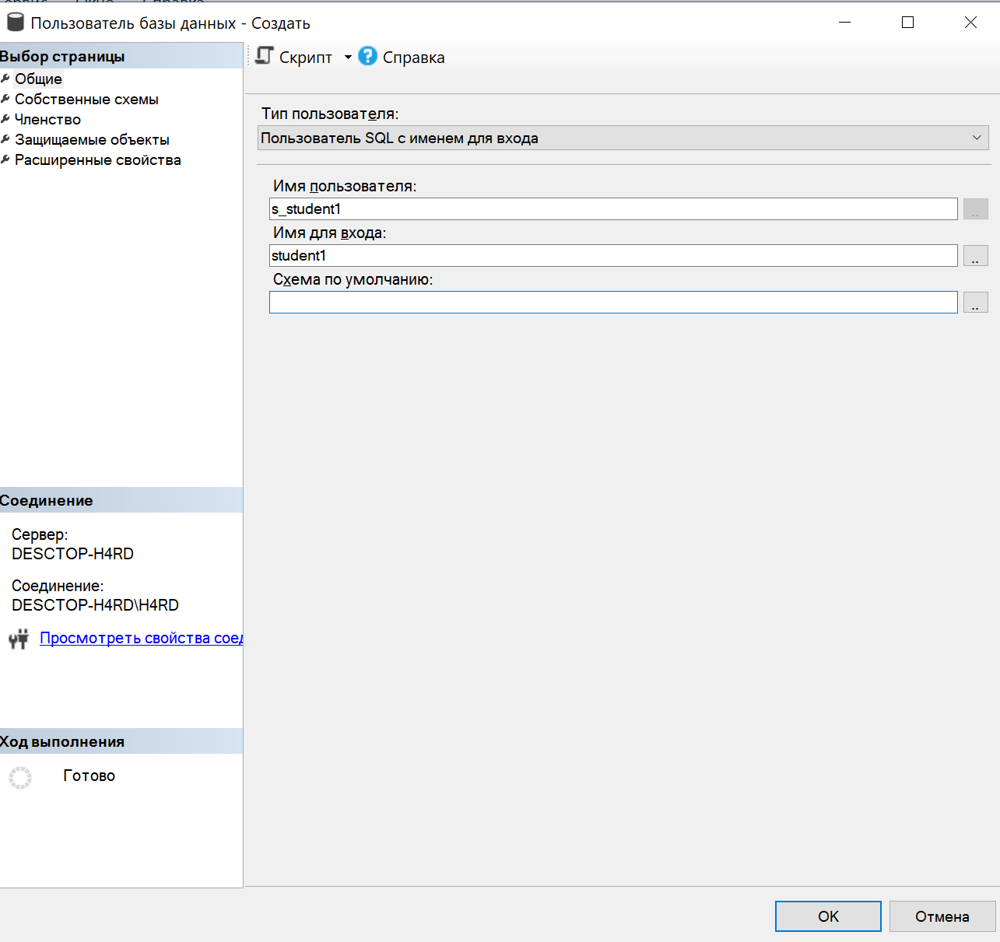 Пользователь базы данных - Создать
Выбор страницы
Общие
Собственные схемы
Членство
Защищаемые объекты
Расширенные свойства
Скрипт
Справка
Тип пользователя:
Пользователь SQL с именем для входа
Имя пользователя:
s_student1
..
Имя для входа:
student1
..
Схема по умолчанию:
..
Соединение
Сервер:
DESCTOP-H4RD
Соединение:
DESCTOP-H4RD\H4RD
Просмотреть свойства соед
Ход выполнения
Готово
OK
Отмена